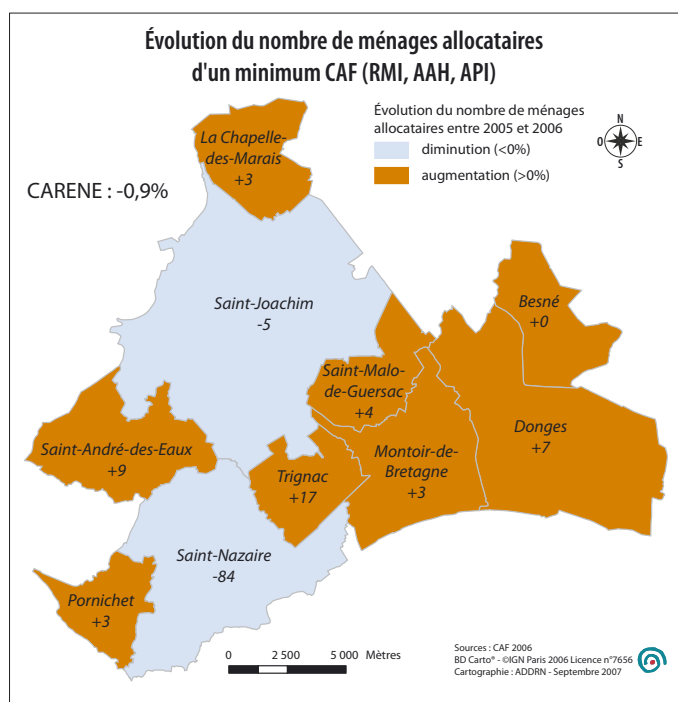 Évolution du nombre de ménages allocataires
d'un minimum CAF (RMI, AAH, API)
Évolution du nombre de ménages
allocataires entre 2005 et 2006
diminution (<0%)
augmentation (>0%)
N
O E
S
CARENE : -0,9%
La Chapelle-
des-Marais
+3
Saint-Joachim
-5
Besné
+0
Saint-Malo-
de-Guersac
+4
Donges
+7
Saint-André-des-Eaux
+9
Trignac
+17
Montoir-de-
Bretagne
+3
Saint-Nazaire
-84
Pornichet
+3
0 2 500 5 000 Mètres
Sources : CAF 2006
BD Carto® - ©IGN Paris 2006 Licence n°7656
Cartographie : ADDRN - Septembre 2007